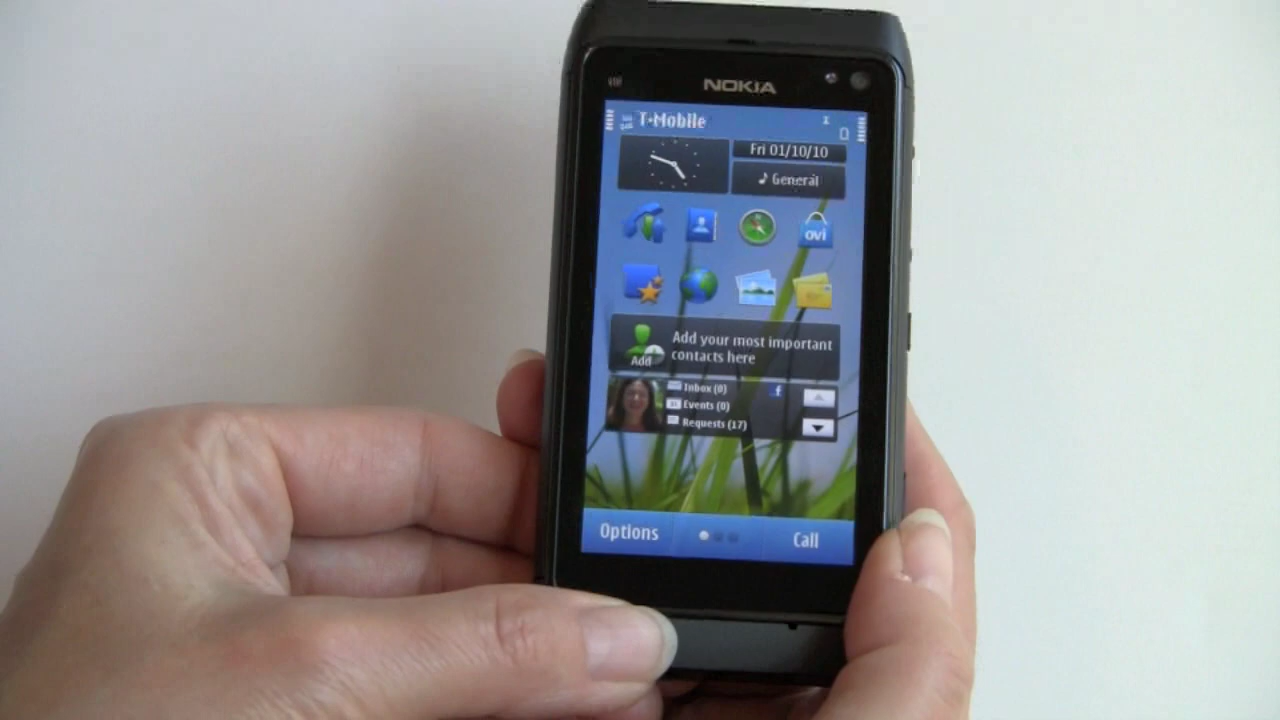 NOKIA
T-Mobile
Fri 01/10/10
General
ovi
Add
Add your most important
contacts here
Inbox (0)
Events (0)
Requests (17)
f
Options
Call